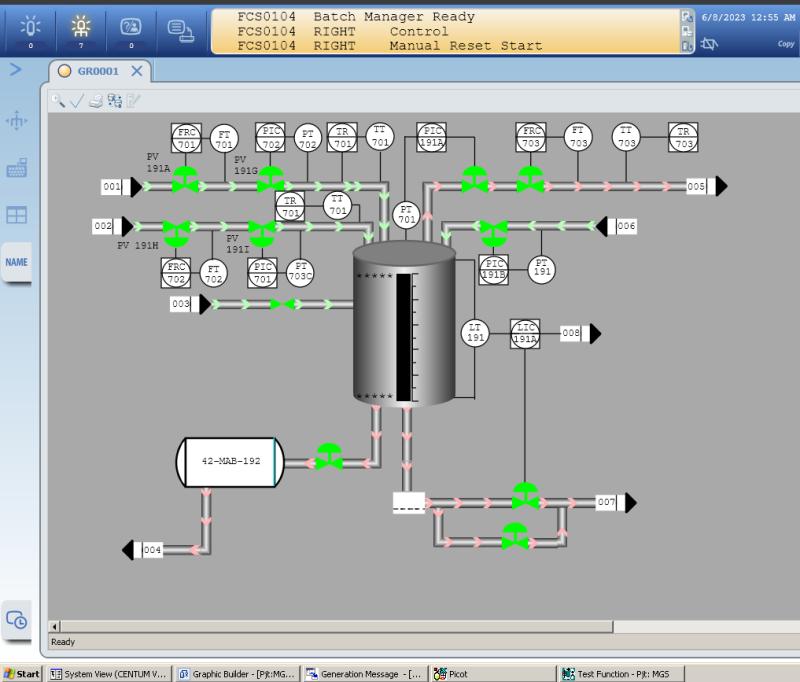 FCS0104 Batch Manager Ready
FCS0104 RIGHT Control
FCS0104 RIGHT Manual Reset Start
6/8/2023 12:55 AM
Copy
0
7
0
GR0001
NAME
FRC 701
FT 701
PIC 702
PT 702
TR 701
TT 701
PIC 191A
FRC 703
FT 703
TT 703
TR 703
PV 191A
PV 191G
001
005
TR 701
TT 701
PT 701
002
006
PV 191H
PV 191I
FRC 702
FT 702
PIC 701
PT 703C
PIC 191B
PT 191
*****
003
LT 191
LIC 191A
008
*****
42-MAB-192
007
004
Ready
Start
System View (CENTUM V...
Graphic Builder - [Pjt:MG...
Generation Message - [...
Picot
Test Function - Pjt: MGS